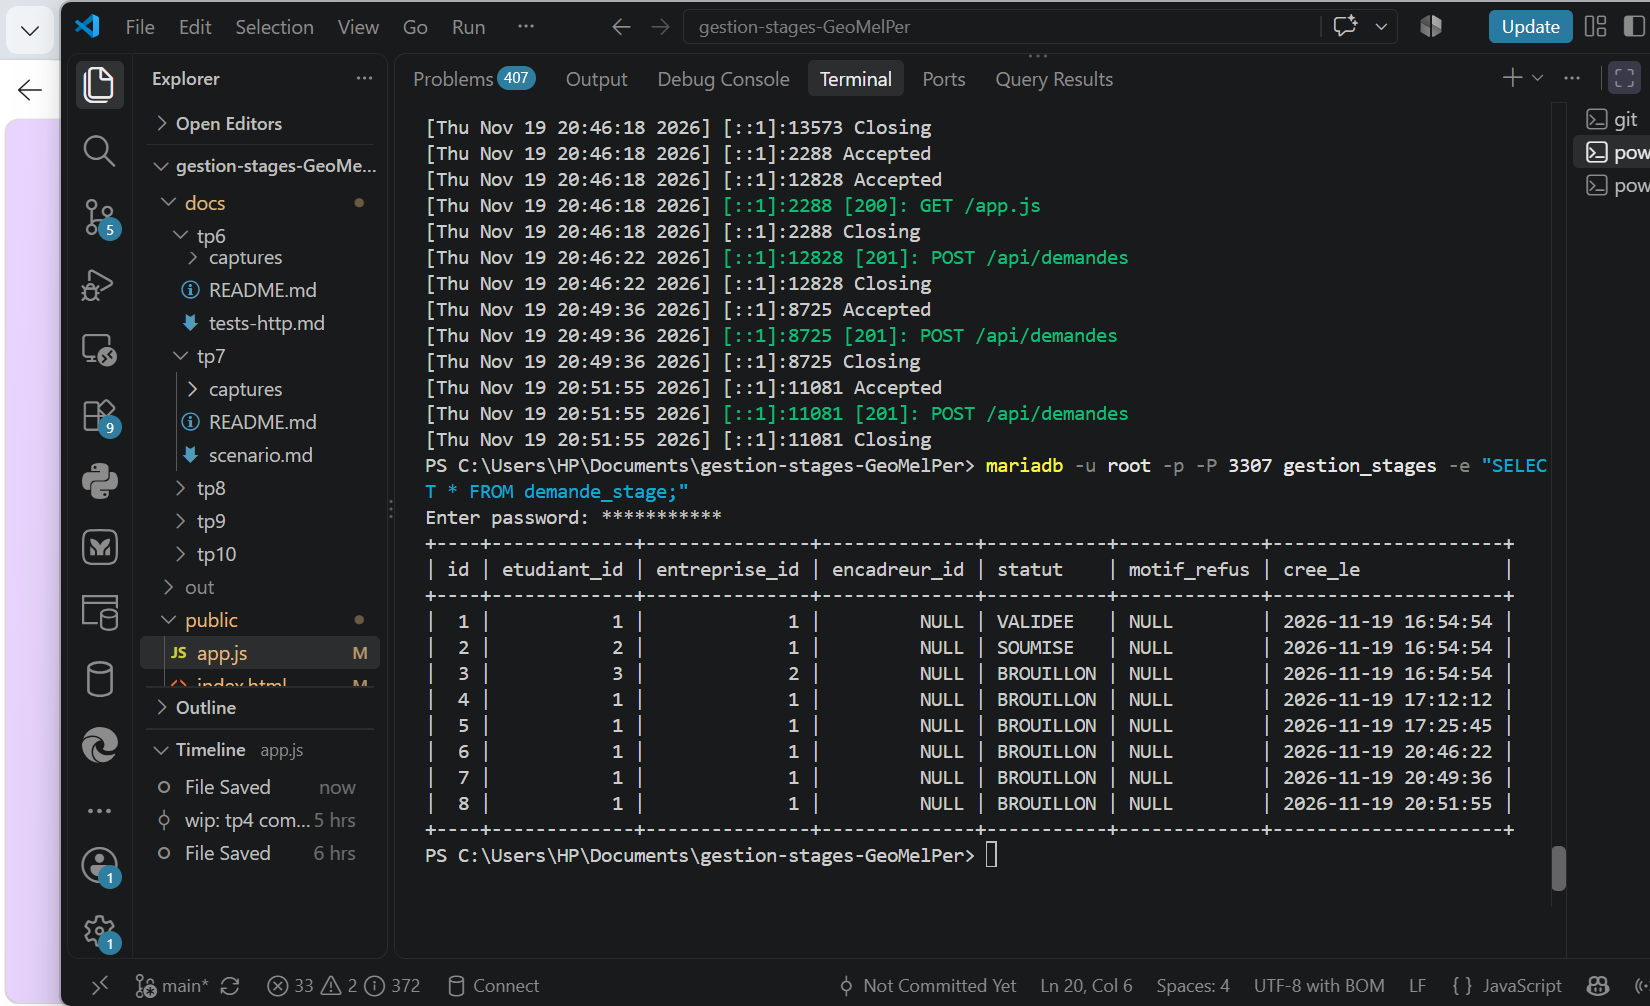 File Edit Selection View Go Run ···
gestion-stages-GeoMelPer
Update
Explorer ···
Open Editors
gestion-stages-GeoMe...
docs
tp6
captures
README.md
tests-http.md
tp7
captures
README.md
scenario.md
tp8
tp9
tp10
out
public
JS app.js M
<> index.html M
Outline
Timeline app.js
File Saved now
wip: tp4 com... 5 hrs
File Saved 6 hrs
5
9
1
1
Problems 407 Output Debug Console Terminal Ports Query Results
git
pow
pow
[Thu Nov 19 20:46:18 2026] [::1]:13573 Closing
[Thu Nov 19 20:46:18 2026] [::1]:2288 Accepted
[Thu Nov 19 20:46:18 2026] [::1]:12828 Accepted
[Thu Nov 19 20:46:18 2026] [::1]:2288 [200]: GET /app.js
[Thu Nov 19 20:46:18 2026] [::1]:2288 Closing
[Thu Nov 19 20:46:22 2026] [::1]:12828 [201]: POST /api/demandes
[Thu Nov 19 20:46:22 2026] [::1]:12828 Closing
[Thu Nov 19 20:49:36 2026] [::1]:8725 Accepted
[Thu Nov 19 20:49:36 2026] [::1]:8725 [201]: POST /api/demandes
[Thu Nov 19 20:49:36 2026] [::1]:8725 Closing
[Thu Nov 19 20:51:55 2026] [::1]:11081 Accepted
[Thu Nov 19 20:51:55 2026] [::1]:11081 [201]: POST /api/demandes
[Thu Nov 19 20:51:55 2026] [::1]:11081 Closing
PS C:\Users\HP\Documents\gestion-stages-GeoMelPer> mariadb -u root -p -P 3307 gestion_stages -e "SELEC
T * FROM demande_stage;"
Enter password: ***********
+----+-------------+---------------+--------------+-----------+-------------+---------------------+
| id | etudiant_id | entreprise_id | encadreur_id | statut    | motif_refus | cree_le             |
+----+-------------+---------------+--------------+-----------+-------------+---------------------+
|  1 |           1 |             1 |         NULL | VALIDEE   | NULL        | 2026-11-19 16:54:54 |
|  2 |           2 |             1 |         NULL | SOUMISE   | NULL        | 2026-11-19 16:54:54 |
|  3 |           3 |             2 |         NULL | BROUILLON | NULL        | 2026-11-19 16:54:54 |
|  4 |           1 |             1 |         NULL | BROUILLON | NULL        | 2026-11-19 17:12:12 |
|  5 |           1 |             1 |         NULL | BROUILLON | NULL        | 2026-11-19 17:25:45 |
|  6 |           1 |             1 |         NULL | BROUILLON | NULL        | 2026-11-19 20:46:22 |
|  7 |           1 |             1 |         NULL | BROUILLON | NULL        | 2026-11-19 20:49:36 |
|  8 |           1 |             1 |         NULL | BROUILLON | NULL        | 2026-11-19 20:51:55 |
+----+-------------+---------------+--------------+-----------+-------------+---------------------+
PS C:\Users\HP\Documents\gestion-stages-GeoMelPer>
main* 33 2 372 Connect Not Committed Yet Ln 20, Col 6 Spaces: 4 UTF-8 with BOM LF {} JavaScript